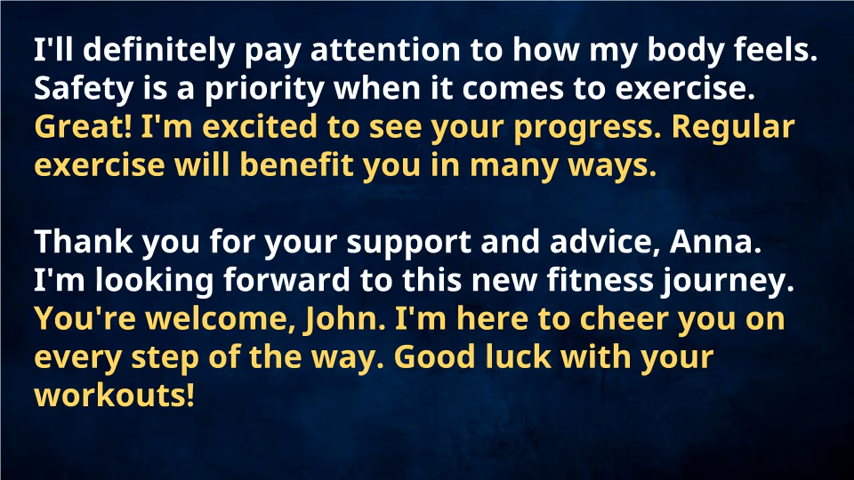 I'll definitely pay attention to how my body feels.
Safety is a priority when it comes to exercise.
Great! I'm excited to see your progress. Regular
exercise will benefit you in many ways.
Thank you for your support and advice, Anna.
I'm looking forward to this new fitness journey.
You're welcome, John. I'm here to cheer you on
every step of the way. Good luck with your
workouts!